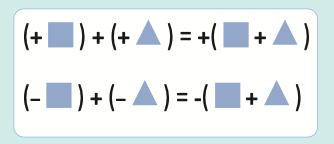 (+ ■ ) + (+ ▲ ) = +( ■ + ▲ )
(– ■ ) + (– ▲ ) = -( ■ + ▲ )